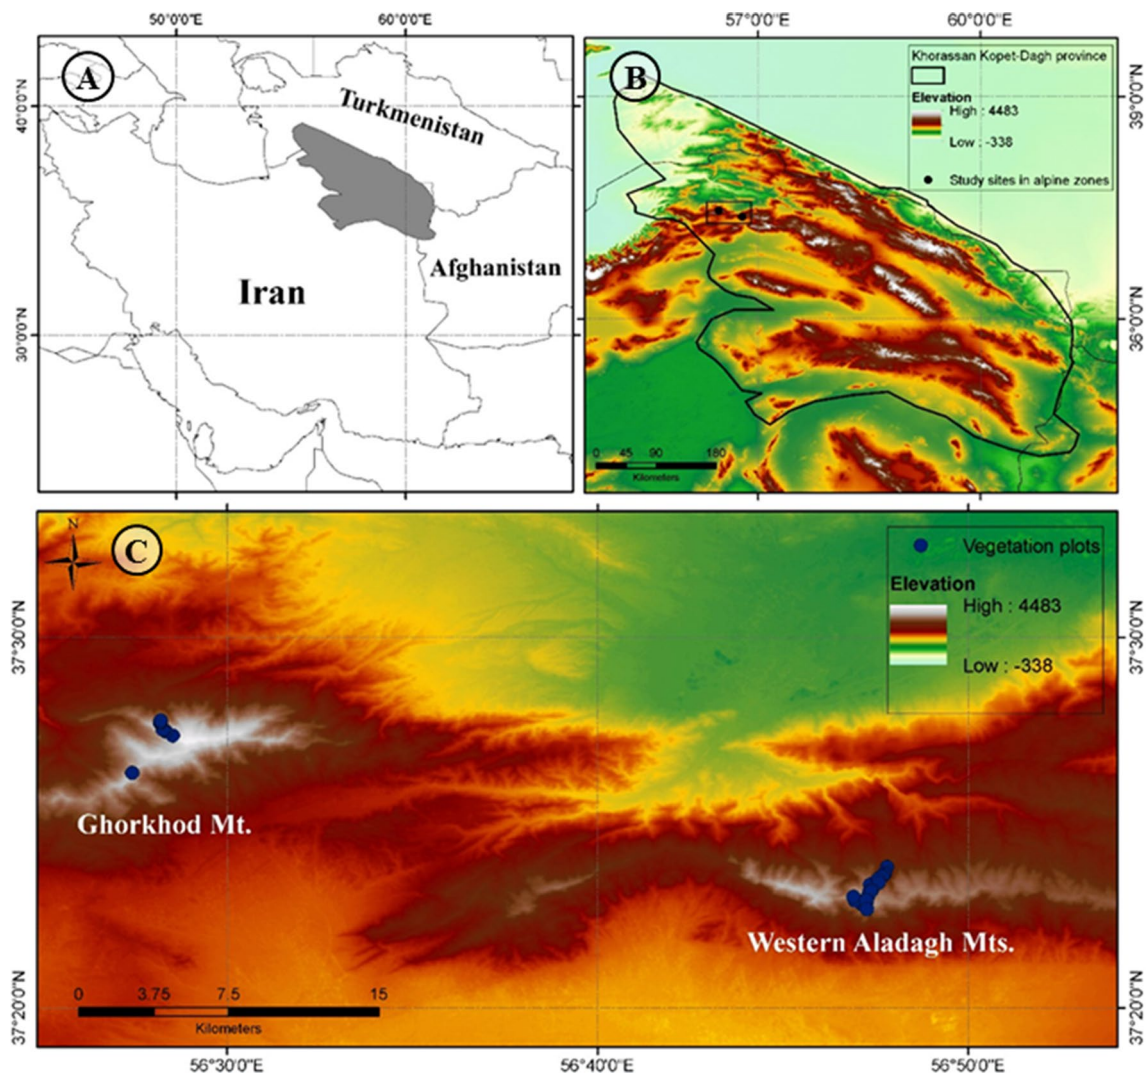 50°0'0"E 60°0'0"E
57°0'0"E 60°0'0"E
40°0'0"N
30°0'0"N
A
Turkmenistan
Afghanistan
Iran
B
Khorassan Kopet-Dagh province
Elevation
High : 4483
Low : -338
Study sites in alpine zones
39°0'0"N
38°0'0"N
0 45 90 180
Kilometers
N
C
Vegetation plots
Elevation
High : 4483
Low : -338
37°30'0"N
37°30'0"N
Ghorkhod Mt.
Western Aladagh Mts.
0 3.75 7.5 15
Kilometers
37°20'0"N
37°20'0"N
56°30'0"E 56°40'0"E 56°50'0"E